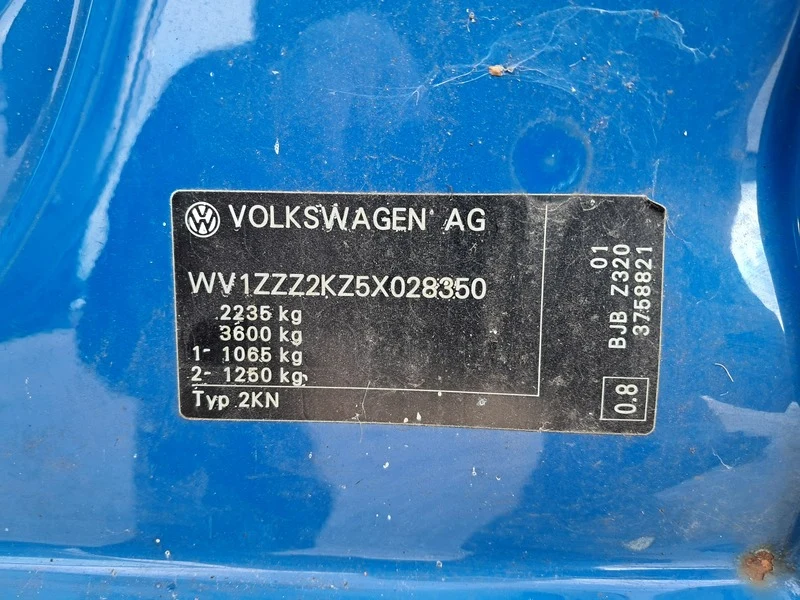 VOLKSWAGEN AG
WV1ZZZ2KZ5X028350
2235 kg
3600 kg
1- 1065 kg
2- 1250 kg
Typ 2KN
01
BJB Z320
3758821
0.8